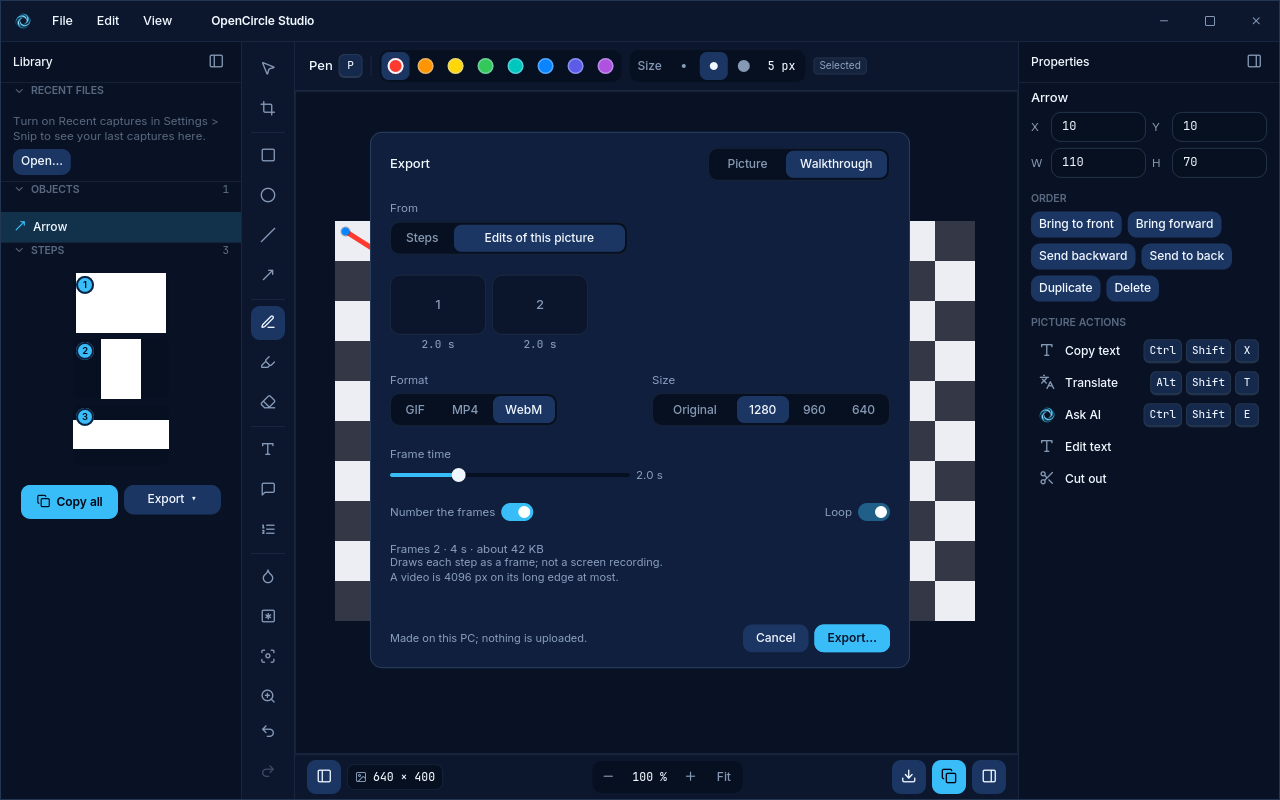 File Edit View OpenCircle Studio
Library
Pen P Size 5 px Selected
Properties
RECENT FILES
Turn on Recent captures in Settings >
Snip to see your last captures here.
Open...
OBJECTS 1
Arrow
STEPS 3
1
2
3
Copy all Export
Export Picture Walkthrough
From
Steps Edits of this picture
1 2
2.0 s 2.0 s
Format Size
GIF MP4 WebM Original 1280 960 640
Frame time
2.0 s
Number the frames Loop
Frames 2 · 4 s · about 42 KB
Draws each step as a frame; not a screen recording.
A video is 4096 px on its long edge at most.
Made on this PC; nothing is uploaded. Cancel Export...
Arrow
X 10 Y 10
W 110 H 70
ORDER
Bring to front Bring forward
Send backward Send to back
Duplicate Delete
PICTURE ACTIONS
Copy text Ctrl Shift X
Translate Alt Shift T
Ask AI Ctrl Shift E
Edit text
Cut out
640 × 400 100 % Fit